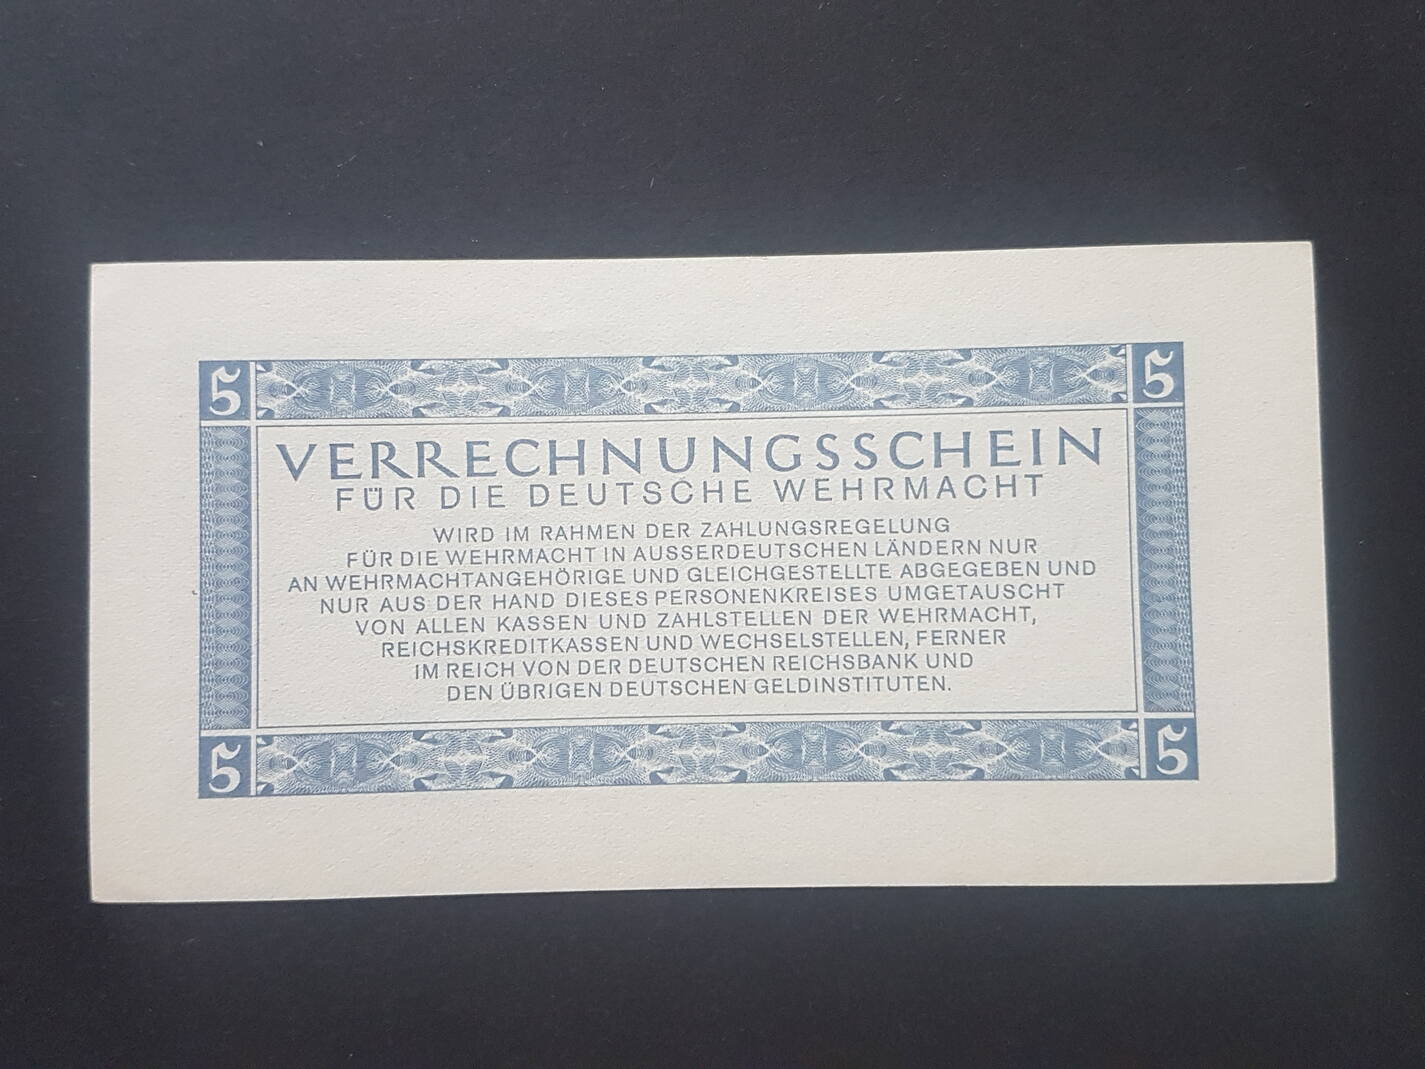 5 5
VERRECHNUNGSSCHEIN
FÜR DIE DEUTSCHE WEHRMACHT
WIRD IM RAHMEN DER ZAHLUNGSREGELUNG
FÜR DIE WEHRMACHT IN AUSSERDEUTSCHEN LÄNDERN NUR
AN WEHRMACHTANGEHÖRIGE UND GLEICHGESTELLTE ABGEGEBEN UND
NUR AUS DER HAND DIESES PERSONENKREISES UMGETAUSCHT
VON ALLEN KASSEN UND ZAHLSTELLEN DER WEHRMACHT,
REICHSKREDITKASSEN UND WECHSELSTELLEN, FERNER
IM REICH VON DER DEUTSCHEN REICHSBANK UND
DEN ÜBRIGEN DEUTSCHEN GELDINSTITUTEN.
5 5